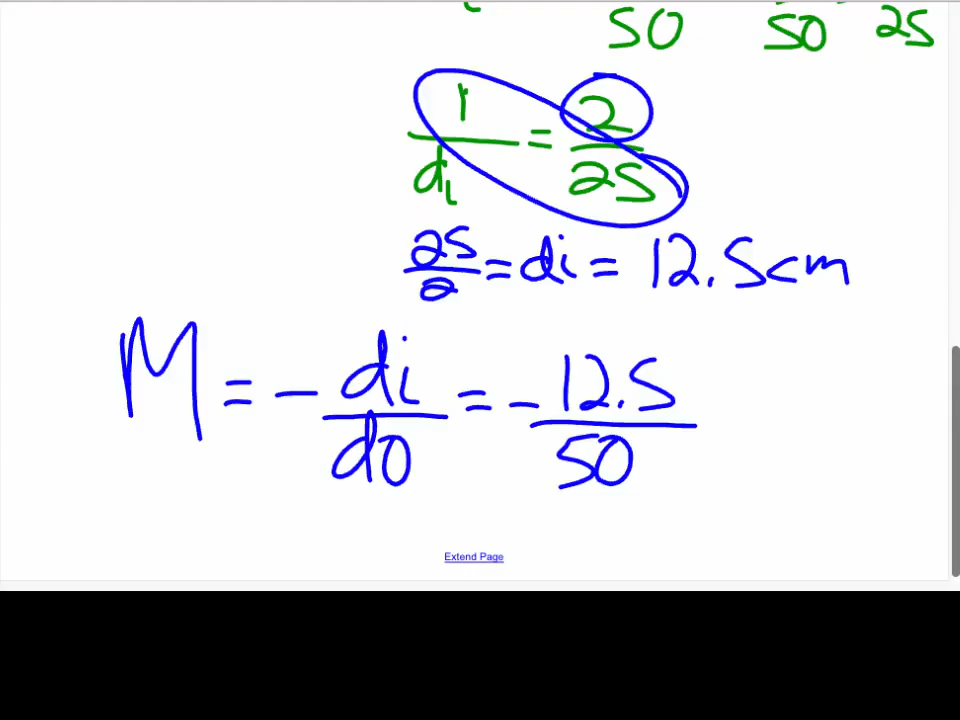 50 50 25
1/di = 2/25
25/2 = di = 12.5cm
M = - di/do = - 12.5/50
Extend Page